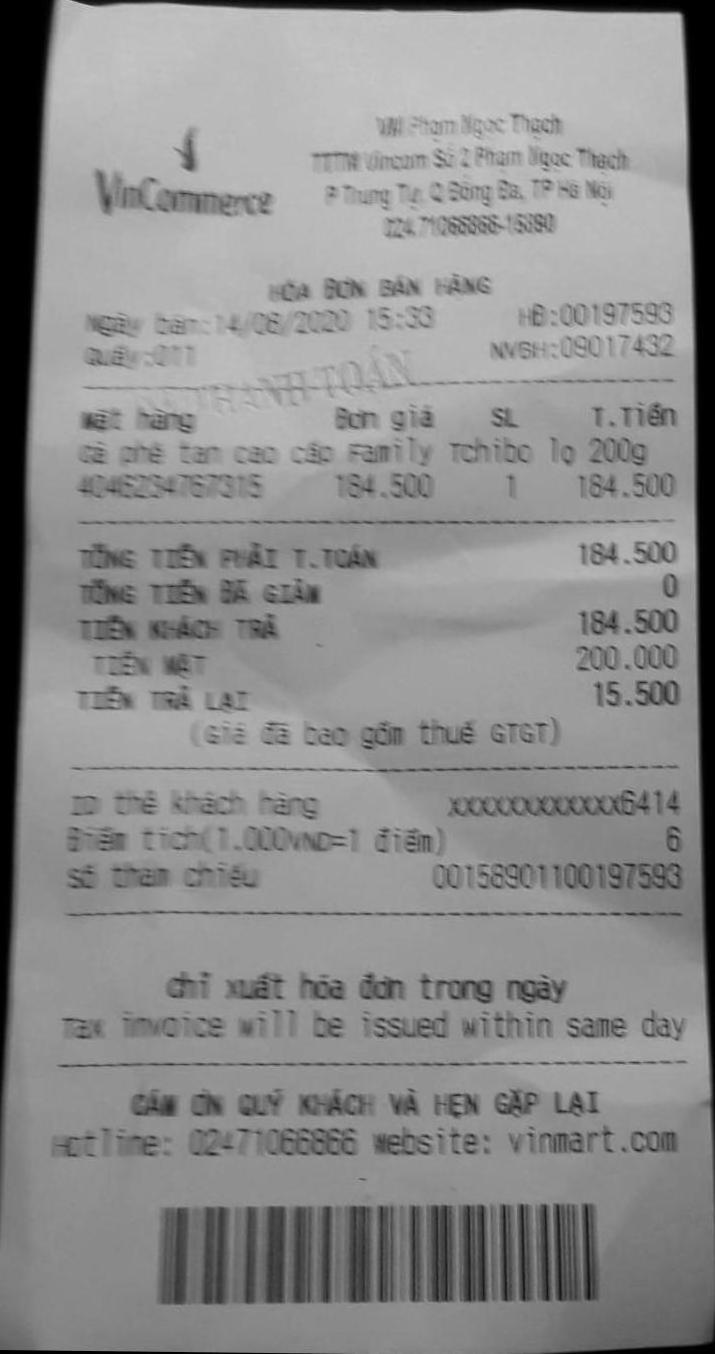 VinCommerce
VM Phạm Ngọc Thạch
TTTM Vincom Số 2 Phạm Ngọc Thạch
P Trung Tự, Q Đống Đa, TP Hà Nội
024.71066866-15890
HÓA ĐƠN BÁN HÀNG
Ngày bán:14/08/2020 15:33 HĐ:00197593
Quầy:011 NVBH:09017432
THANH TOÁN
Mặt hàng Đơn giá SL T.Tiền
Cà phê tan cao cấp Family Tchibo lọ 200g
4046234767315 184.500 1 184.500
TỔNG TIỀN PHẢI T.TOÁN 184.500
TỔNG TIỀN ĐÃ GIẢM 0
TIỀN KHÁCH TRẢ 184.500
TIỀN MẶT 200.000
TIỀN TRẢ LẠI 15.500
(Giá đã bao gồm thuế GTGT)
ID thẻ khách hàng xxxxxxxxxxxx6414
Điểm tích(1.000VND=1 điểm) 6
Số tham chiếu 00158901100197593
Chỉ xuất hóa đơn trong ngày
Tax invoice will be issued within same day
CẢM ƠN QUÝ KHÁCH VÀ HẸN GẶP LẠI
Hotline: 02471066866 Website: vinmart.com